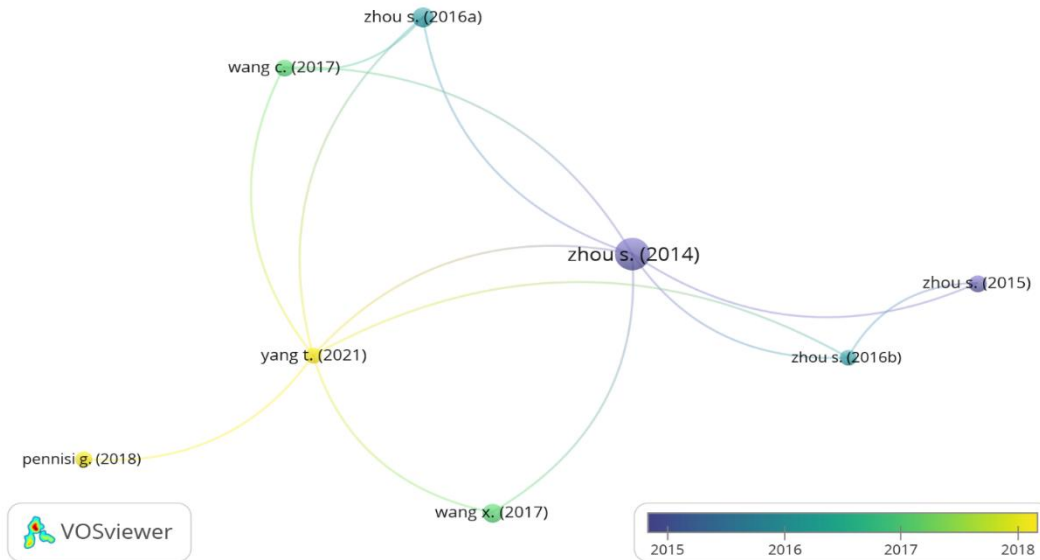 zhou s. (2016a)
wang c. (2017)
zhou s. (2014)
zhou s. (2015)
yang t. (2021)
zhou s. (2016b)
pennisi g. (2018)
wang x. (2017)
VOSviewer
2015 2016 2017 2018